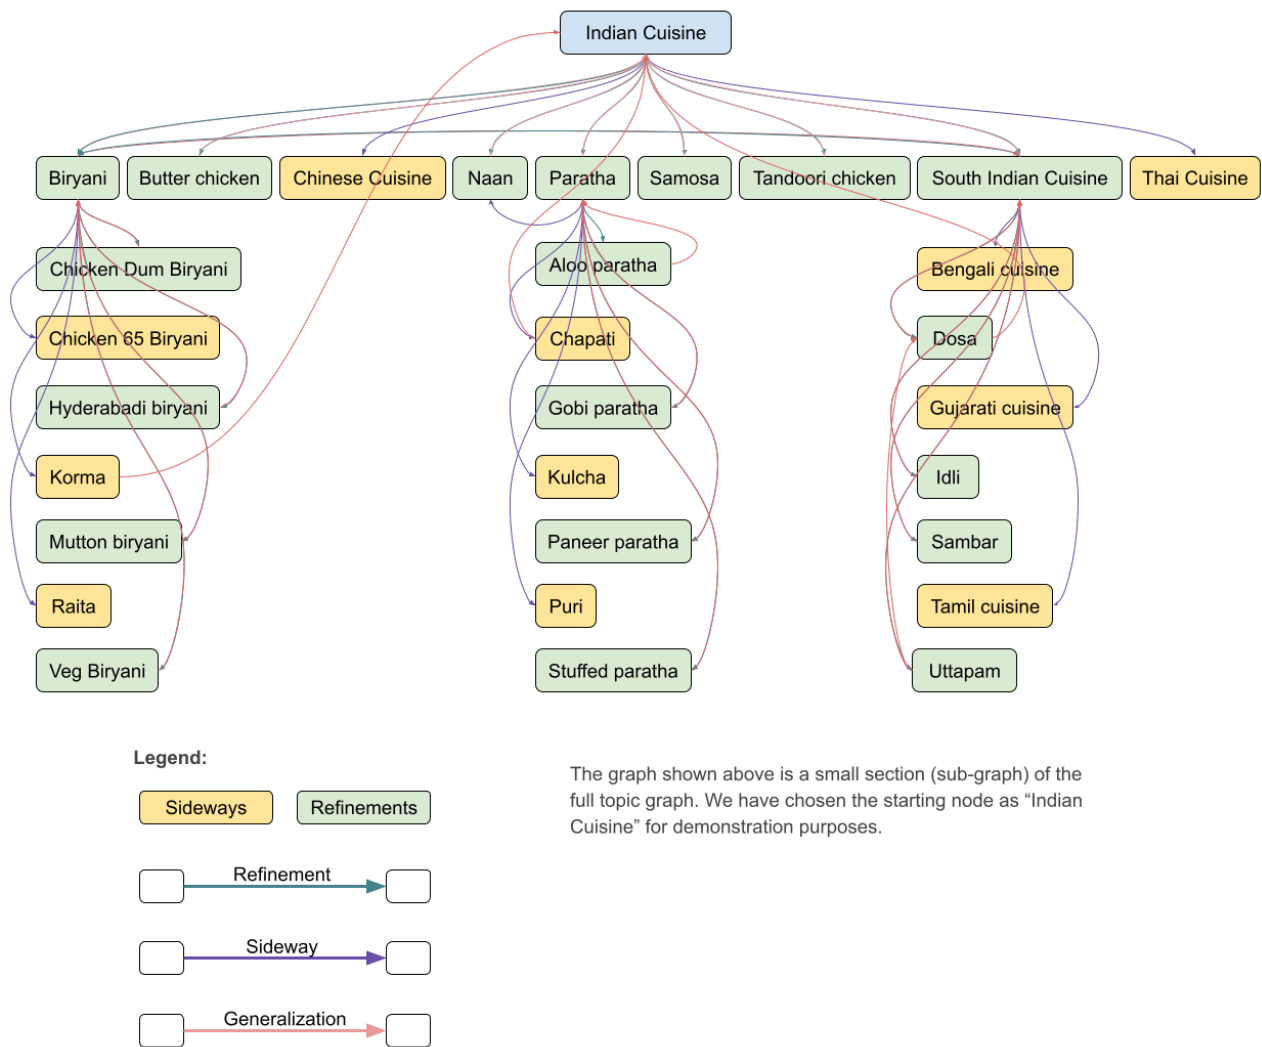 Indian Cuisine
Biryani
Butter chicken
Chinese Cuisine
Naan
Paratha
Samosa
Tandoori chicken
South Indian Cuisine
Thai Cuisine
Chicken Dum Biryani
Chicken 65 Biryani
Hyderabadi biryani
Korma
Mutton biryani
Raita
Veg Biryani
Aloo paratha
Chapati
Gobi paratha
Kulcha
Paneer paratha
Puri
Stuffed paratha
Bengali cuisine
Dosa
Gujarati cuisine
Idli
Sambar
Tamil cuisine
Uttapam
Legend:
Sideways
Refinements
Refinement
Sideway
Generalization
The graph shown above is a small section (sub-graph) of the
full topic graph. We have chosen the starting node as “Indian
Cuisine” for demonstration purposes.